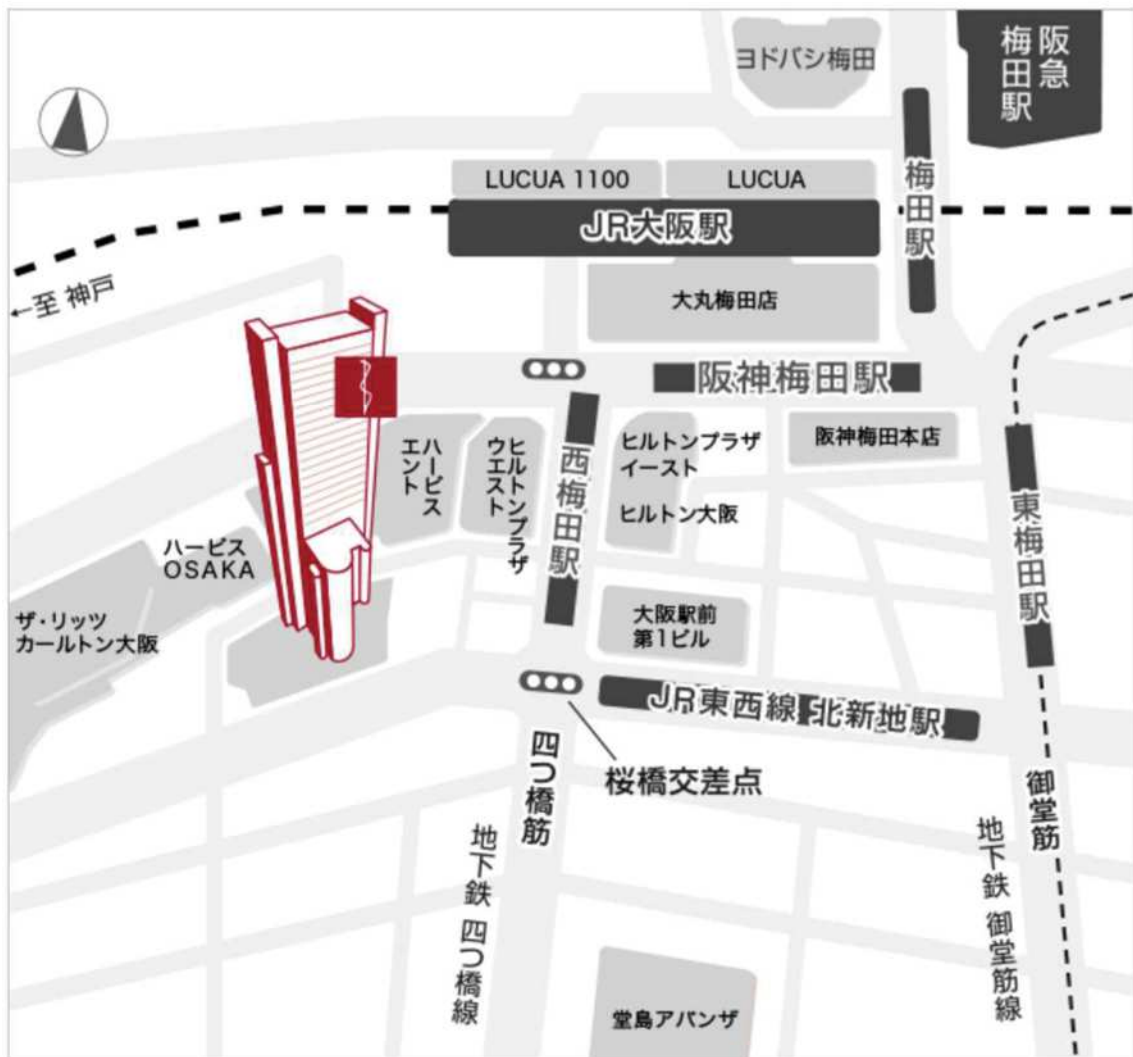 ヨドバシ梅田
阪急
梅田駅
LUCUA 1100
LUCUA
梅田駅
JR大阪駅
←至 神戸
大丸梅田店
阪神梅田駅
ハービス
エント
ヒルトンプラザ
ウエスト
西梅田駅
ヒルトンプラザ
イースト
ヒルトン大阪
阪神梅田本店
東梅田駅
ハービス
OSAKA
ザ・リッツ
カールトン大阪
大阪駅前
第1ビル
JR東西線 北新地駅
桜橋交差点
四つ橋筋
地下鉄 四つ橋線
御堂筋
地下鉄 御堂筋線
堂島アバンザ